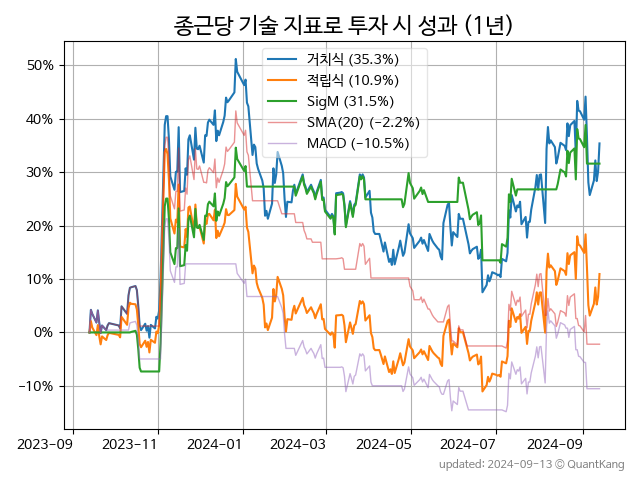 종근당 기술 지표로 투자 시 성과 (1년)
거치식 (35.3%)
적립식 (10.9%)
SigM (31.5%)
SMA(20) (−2.2%)
MACD (−10.5%)
50%
40%
30%
20%
10%
0%
−10%
2023-09 2023-11 2024-01 2024-03 2024-05 2024-07 2024-09
updated: 2024-09-13 ⓒ QuantKang